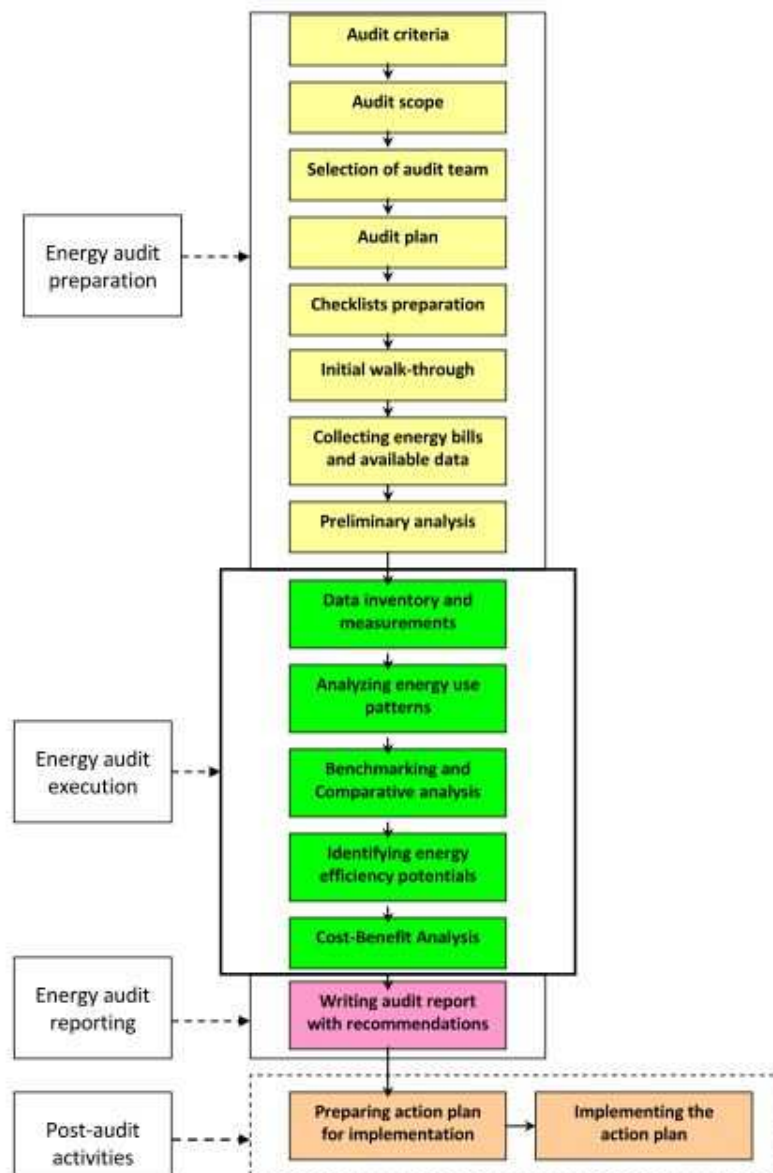 Audit criteria
Audit scope
Selection of audit team
Audit plan
Energy audit
preparation
Checklists preparation
Initial walk-through
Collecting energy bills
and available data
Preliminary analysis
Data inventory and
measurements
Analyzing energy use
patterns
Energy audit
execution
Benchmarking and
Comparative analysis
Identifying energy
efficiency potentials
Cost-Benefit Analysis
Energy audit
reporting
Writing audit report
with recommendations
Post-audit
activities
Preparing action plan
for implementation
Implementing the
action plan